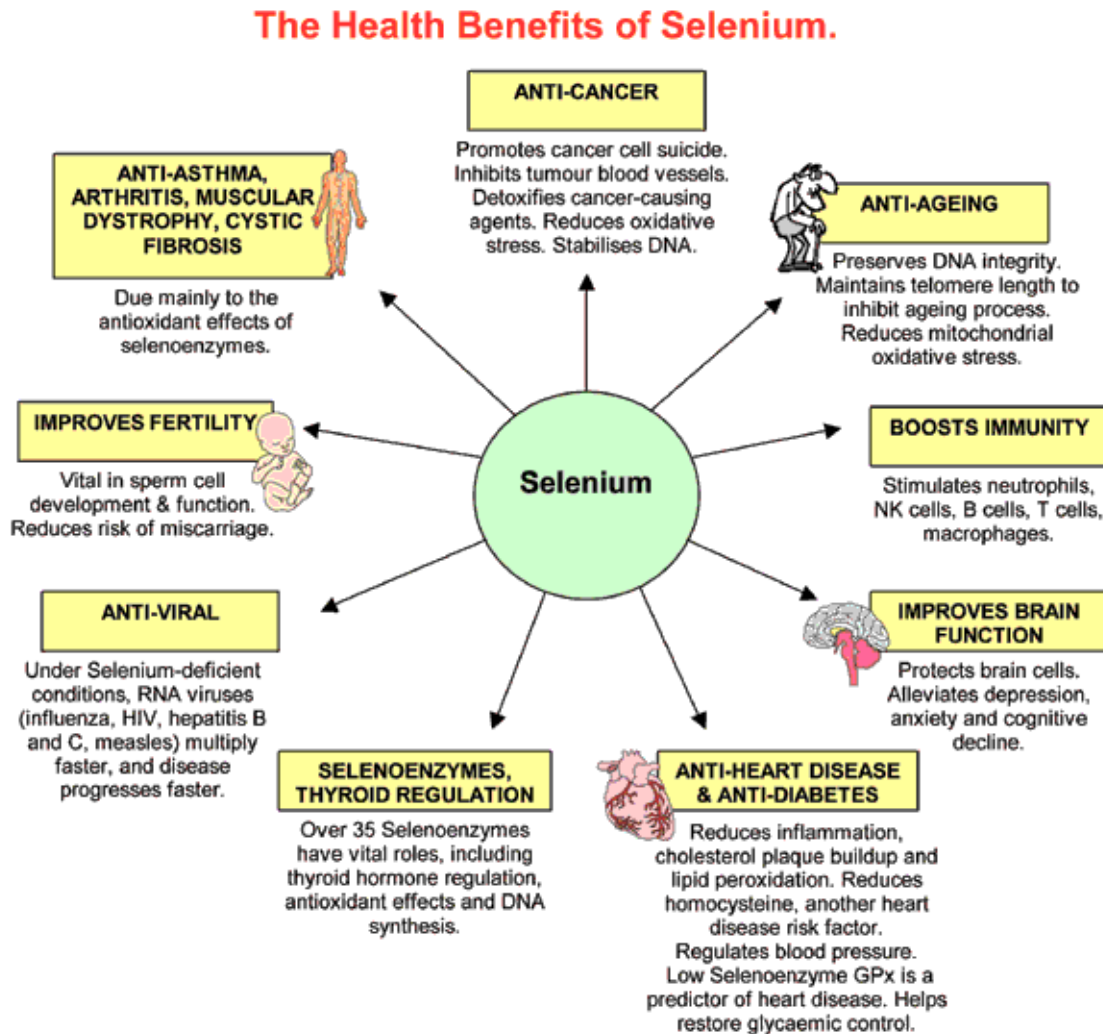 The Health Benefits of Selenium.
ANTI-CANCER
Promotes cancer cell suicide.
Inhibits tumour blood vessels.
Detoxifies cancer-causing
agents. Reduces oxidative
stress. Stabilises DNA.
ANTI-ASTHMA,
ARTHRITIS, MUSCULAR
DYSTROPHY, CYSTIC
FIBROSIS
Due mainly to the
antioxidant effects of
selenoenzymes.
ANTI-AGEING
Preserves DNA integrity.
Maintains telomere length to
inhibit ageing process.
Reduces mitochondrial
oxidative stress.
IMPROVES FERTILITY
Vital in sperm cell
development & function.
Reduces risk of miscarriage.
Selenium
BOOSTS IMMUNITY
Stimulates neutrophils,
NK cells, B cells, T cells,
macrophages.
ANTI-VIRAL
Under Selenium-deficient
conditions, RNA viruses
(influenza, HIV, hepatitis B
and C, measles) multiply
faster, and disease
progresses faster.
IMPROVES BRAIN
FUNCTION
Protects brain cells.
Alleviates depression,
anxiety and cognitive
decline.
SELENOENZYMES,
THYROID REGULATION
Over 35 Selenoenzymes
have vital roles, including
thyroid hormone regulation,
antioxidant effects and DNA
synthesis.
ANTI-HEART DISEASE
& ANTI-DIABETES
Reduces inflammation,
cholesterol plaque buildup and
lipid peroxidation. Reduces
homocysteine, another heart
disease risk factor.
Regulates blood pressure.
Low Selenoenzyme GPx is a
predictor of heart disease. Helps
restore glycaemic control.